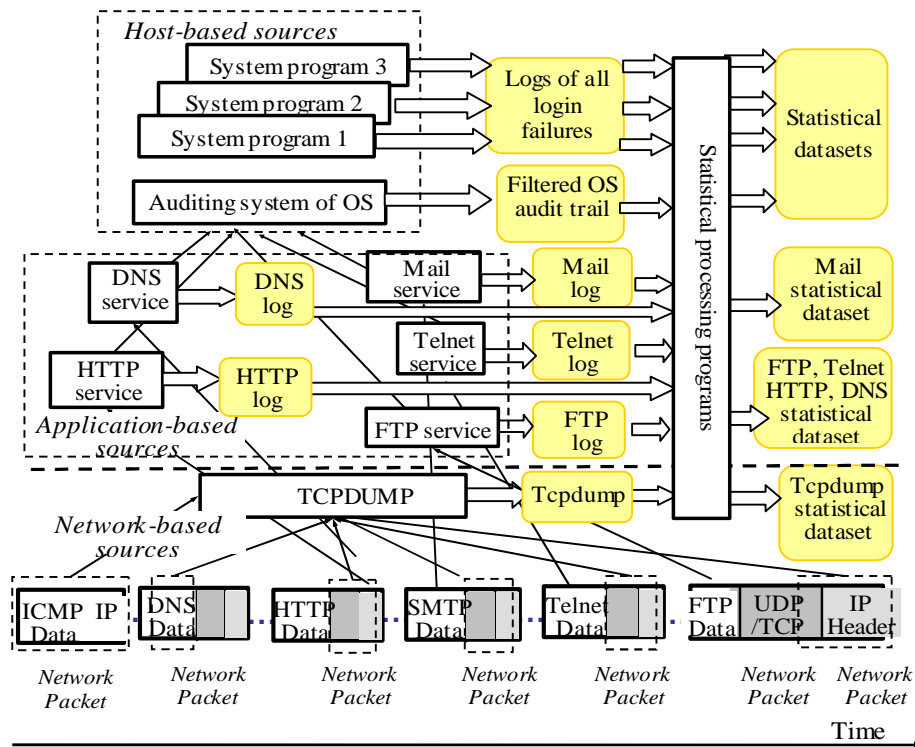 Host-based sources
System program 3
System program 2
System program 1
Logs of all
login
failures
Statistical
datasets
Auditing system of OS
Filtered OS
audit trail
Statistical processing programs
DNS
service
DNS
log
Mail
service
Mail
log
Mail
statistical
dataset
Telnet
service
Telnet log
HTTP
service
HTTP
log
FTP, Telnet
HTTP, DNS
statistical
dataset
Application-based
sources
FTP service
FTP
log
TCPDUMP
Tcpdump
Tcpdump
statistical
dataset
Network-based
sources
ICMP IP
Data
DNS
Data
HTTP
Data
SMTP
Data
Telnet
Data
FTP
Data
UDP
/TCP
IP
Header
Network
Packet
Network
Packet
Network
Packet
Network
Packet
Network
Packet
Network
Packet
Network
Packet
Time